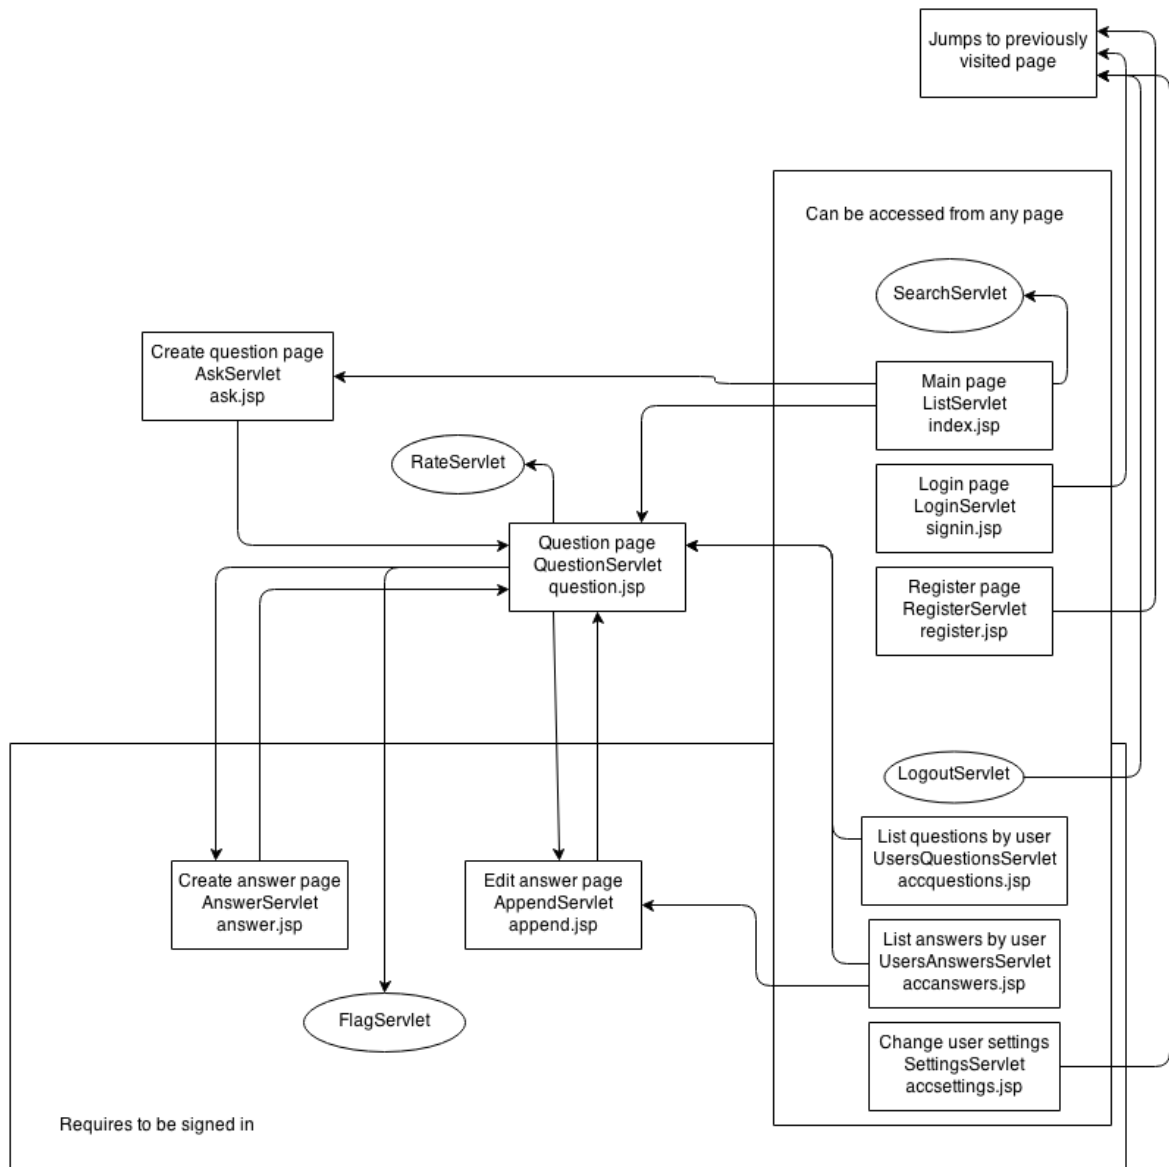 Jumps to previously
visited page
Can be accessed from any page
SearchServlet
Create question page
AskServlet
ask.jsp
Main page
ListServlet
index.jsp
RateServlet
Login page
LoginServlet
signin.jsp
Question page
QuestionServlet
question.jsp
Register page
RegisterServlet
register.jsp
LogoutServlet
List questions by user
UsersQuestionsServlet
accquestions.jsp
Create answer page
AnswerServlet
answer.jsp
Edit answer page
AppendServlet
append.jsp
List answers by user
UsersAnswersServlet
accanswers.jsp
FlagServlet
Change user settings
SettingsServlet
accsettings.jsp
Requires to be signed in